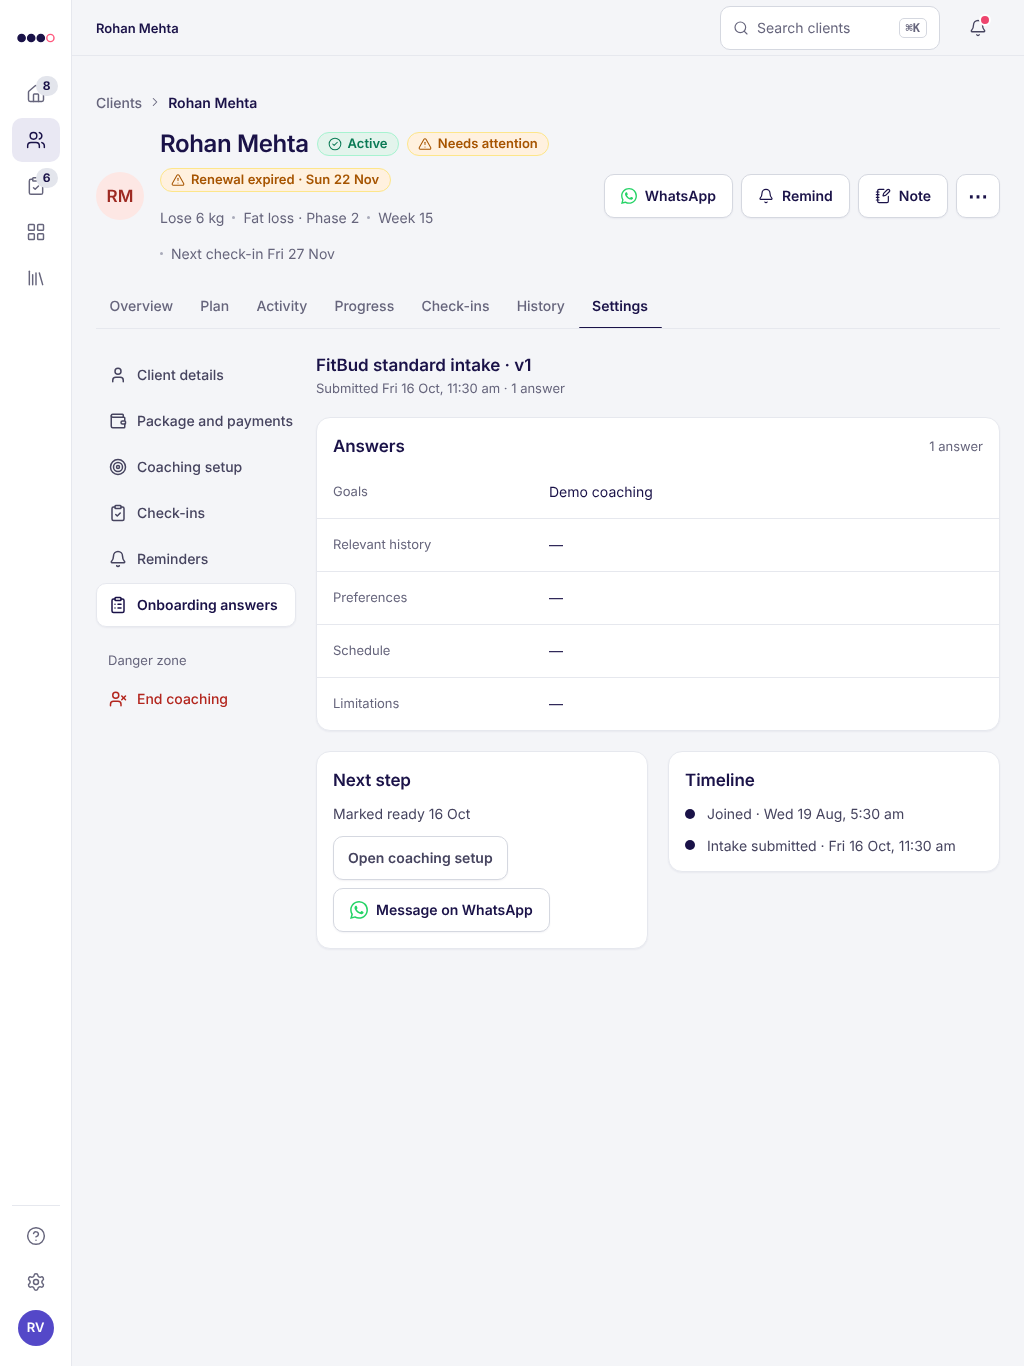 Rohan Mehta
Search clients
⌘K
8
6
Clients
Rohan Mehta
RM
Rohan Mehta
Active
Needs attention
Renewal expired · Sun 22 Nov
Lose 6 kg • Fat loss · Phase 2 • Week 15
• Next check-in Fri 27 Nov
WhatsApp
Remind
Note
Overview
Plan
Activity
Progress
Check-ins
History
Settings
Client details
Package and payments
Coaching setup
Check-ins
Reminders
Onboarding answers
Danger zone
End coaching
FitBud standard intake · v1
Submitted Fri 16 Oct, 11:30 am · 1 answer
Answers
1 answer
Goals
Demo coaching
Relevant history
—
Preferences
—
Schedule
—
Limitations
—
Next step
Marked ready 16 Oct
Open coaching setup
Message on WhatsApp
Timeline
Joined · Wed 19 Aug, 5:30 am
Intake submitted · Fri 16 Oct, 11:30 am
RV